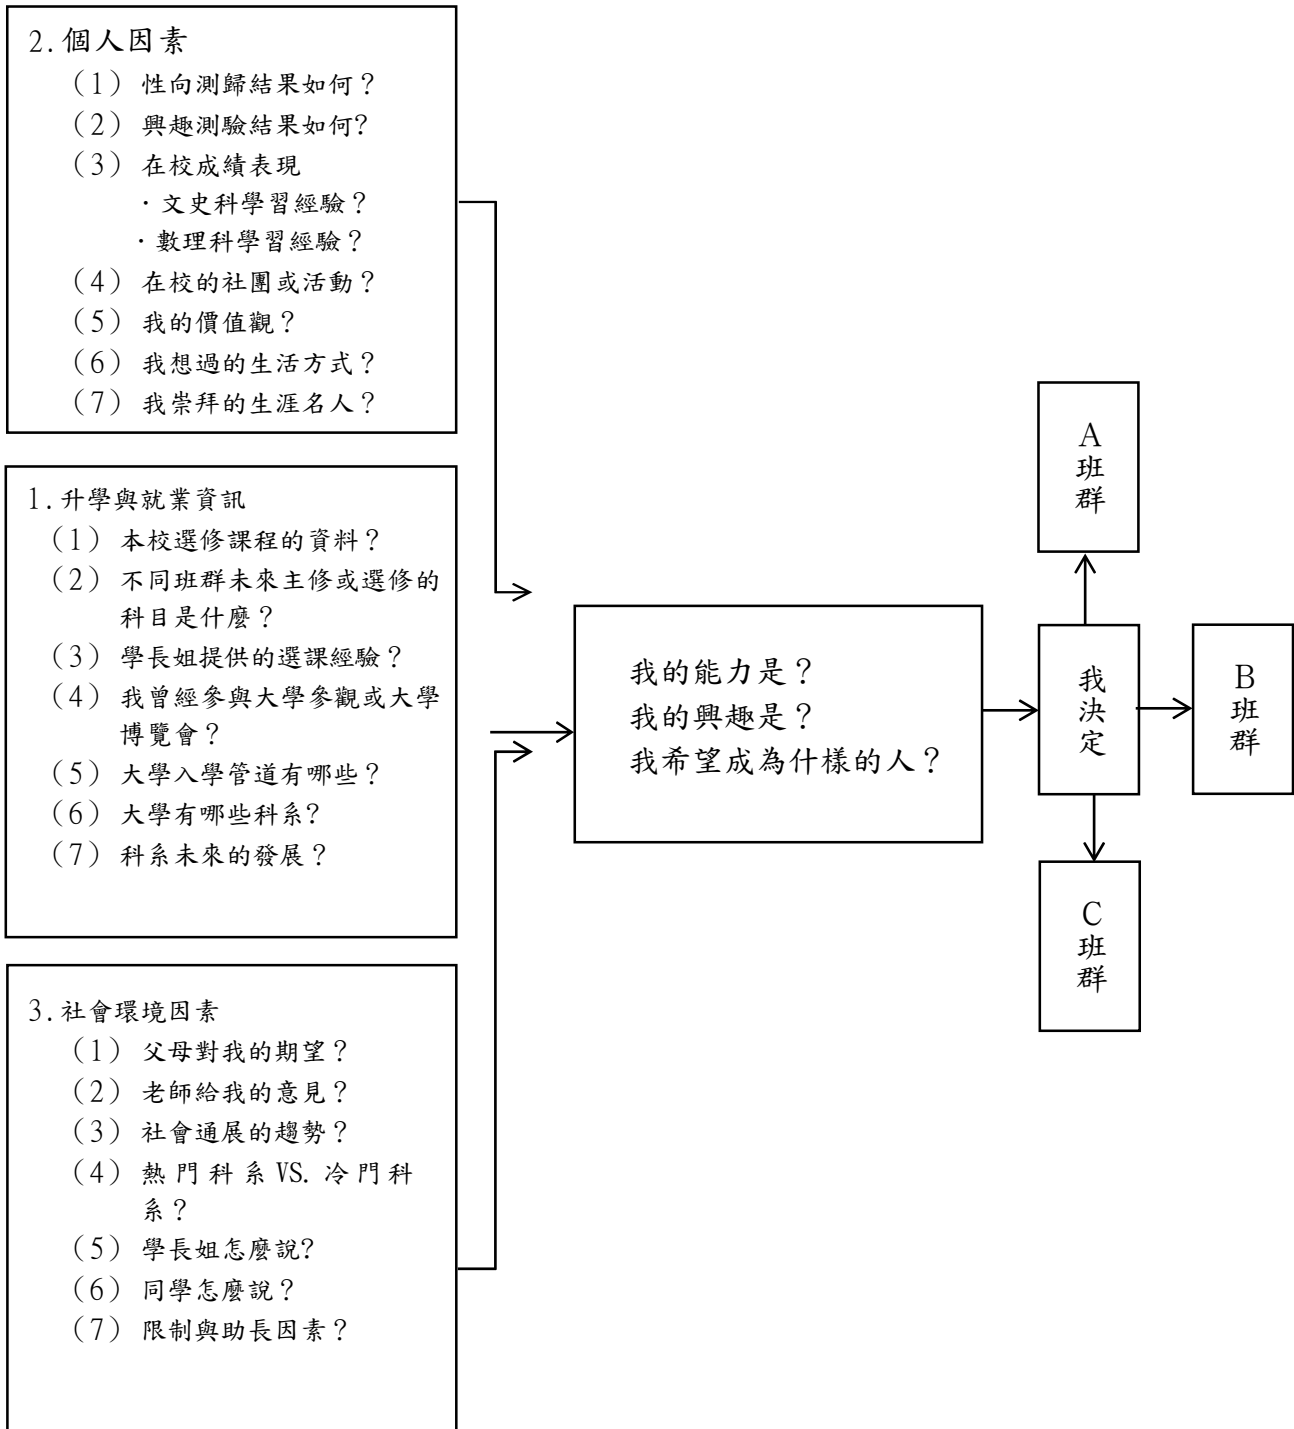 2.個人因素
（1）性向測歸結果如何？
（2）興趣測驗結果如何?
（3）在校成績表現
．文史科學習經驗？
．數理科學習經驗？
（4）在校的社團或活動？
（5）我的價值觀？
（6）我想過的生活方式？
（7）我崇拜的生涯名人？
1.升學與就業資訊
（1）本校選修課程的資料？
（2）不同班群未來主修或選修的
科目是什麼？
（3）學長姐提供的選課經驗？
（4）我曾經參與大學參觀或大學
博覽會？
（5）大學入學管道有哪些？
（6）大學有哪些科系?
（7）科系未來的發展？
3.社會環境因素
（1）父母對我的期望？
（2）老師給我的意見？
（3）社會通展的趨勢？
（4）熱門科系VS.冷門科
系？
（5）學長姐怎麼說?
（6）同學怎麼說？
（7）限制與助長因素？
我的能力是？
我的興趣是？
我希望成為什樣的人？
我決定
A班群
B班群
C班群